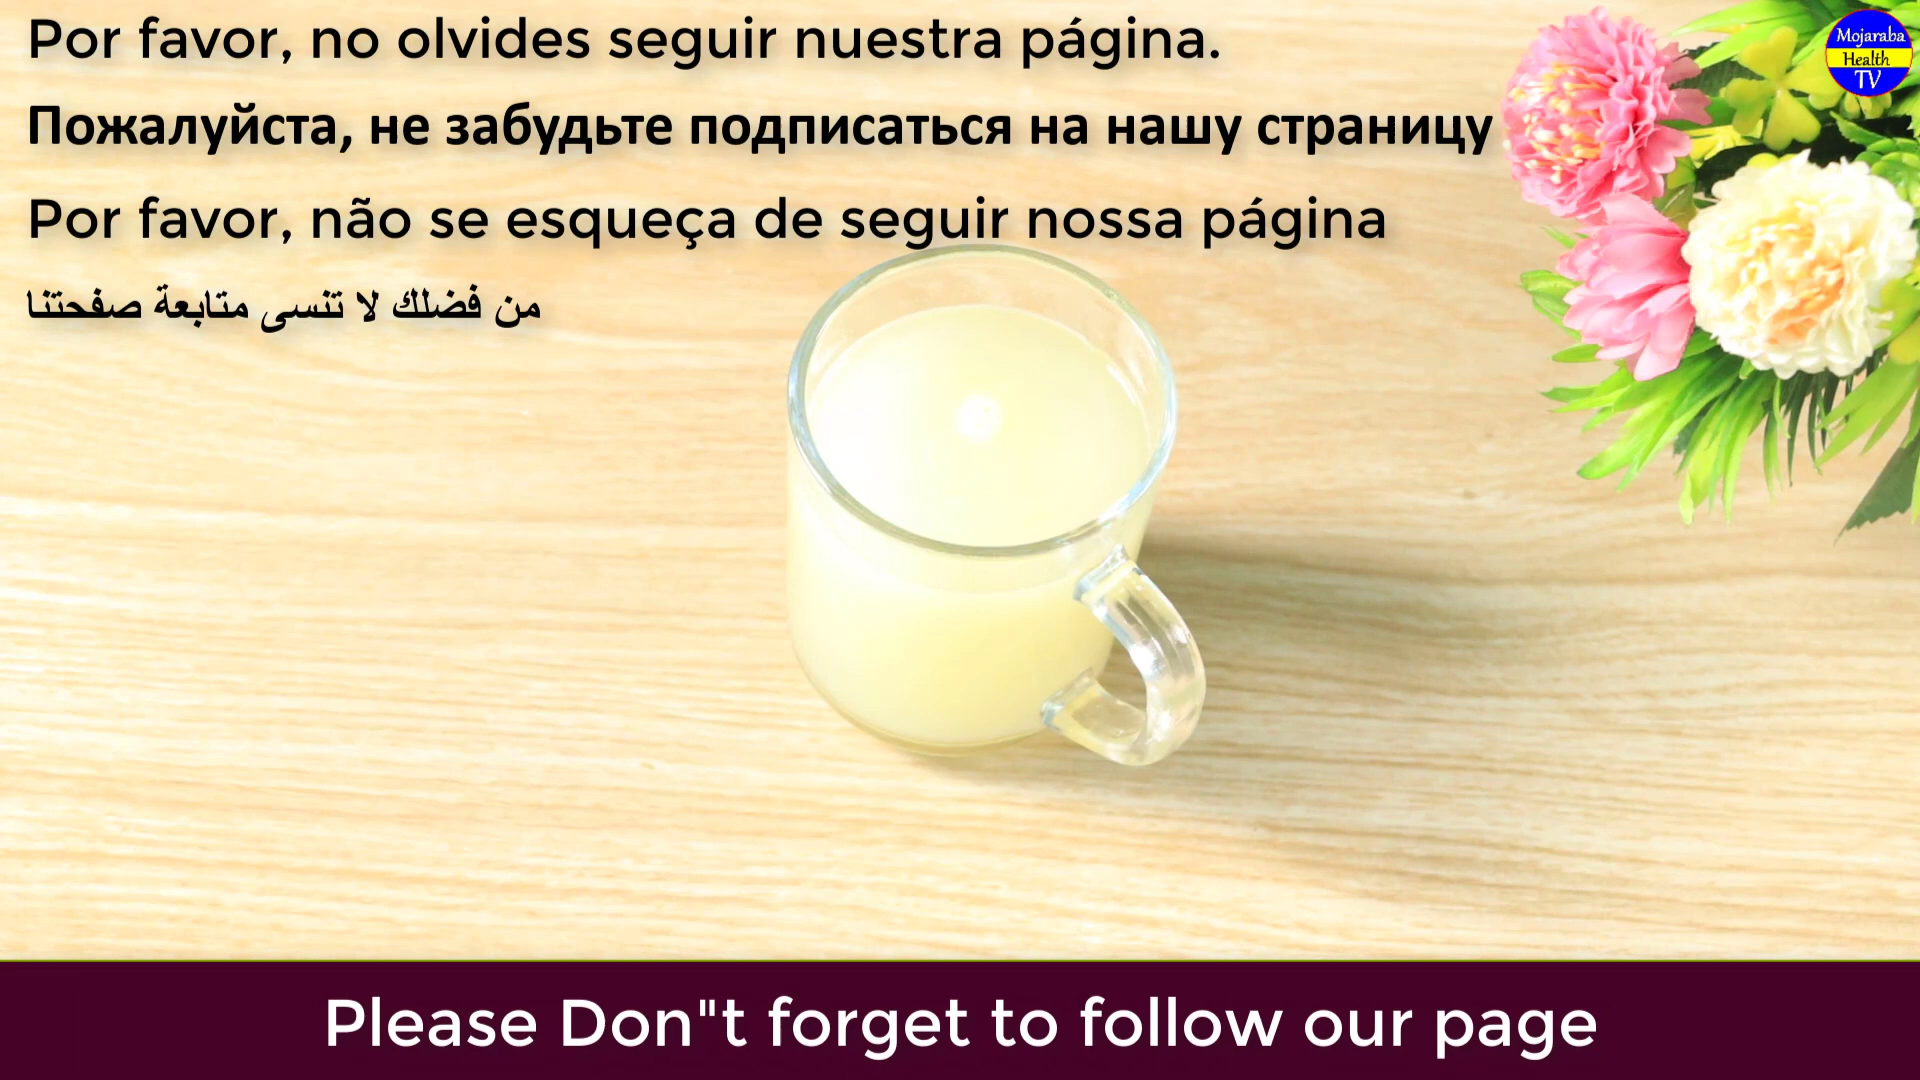 Por favor, no olvides seguir nuestra página.
Пожалуйста, не забудьте подписаться на нашу страницу
Por favor, não se esqueça de seguir nossa página
من فضلك لا تنسى متابعة صفحتنا
Mojaraba
Health
TV
Please Don"t forget to follow our page